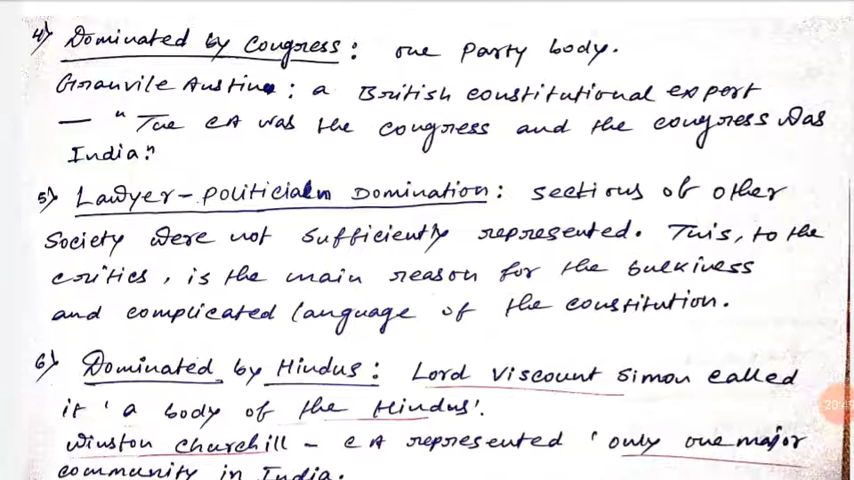 4) Dominated by Congress : one party body.
Granvile Austine : a British constitutional expert
— "The CA was the congress and the congress was
India."
5) Lawyer-Politician Domination : sections of other
society were not sufficiently represented. This, to the
critics, is the main reason for the bulkiness
and complicated language of the constitution.
6) Dominated by Hindus : Lord Viscount Simon called
it 'a body of the Hindus'.
Winston Churchill - CA represented 'only one major
community in India.
20:49